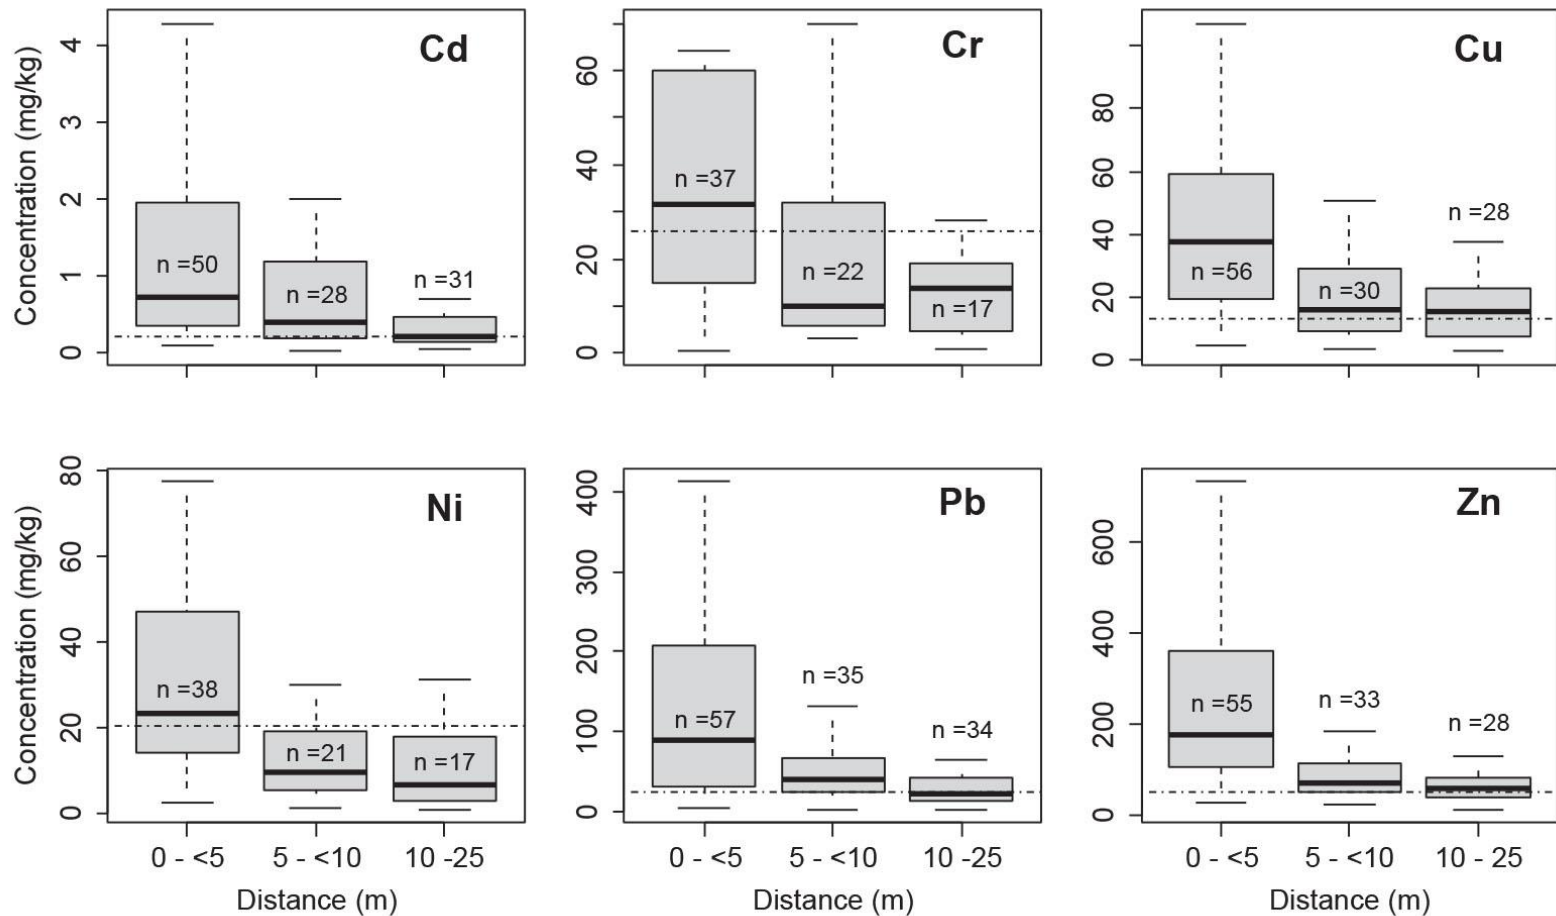 Cd
Concentration (mg/kg)
4
3
2
1
0
n =50
n =28
n =31
Cr
60
40
20
0
n =37
n =22
n =17
Cu
80
60
40
20
0
n =56
n =30
n =28
Ni
Concentration (mg/kg)
80
60
40
20
0
n =38
n =21
n =17
0 - <5 5 - <10 10 -25
Distance (m)
Pb
400
300
200
100
0
n =57
n =35
n =34
0 - <5 5 - <10 10 -25
Distance (m)
Zn
600
400
200
0
n =55
n =33
n =28
0 - <5 5 - <10 10 - 25
Distance (m)